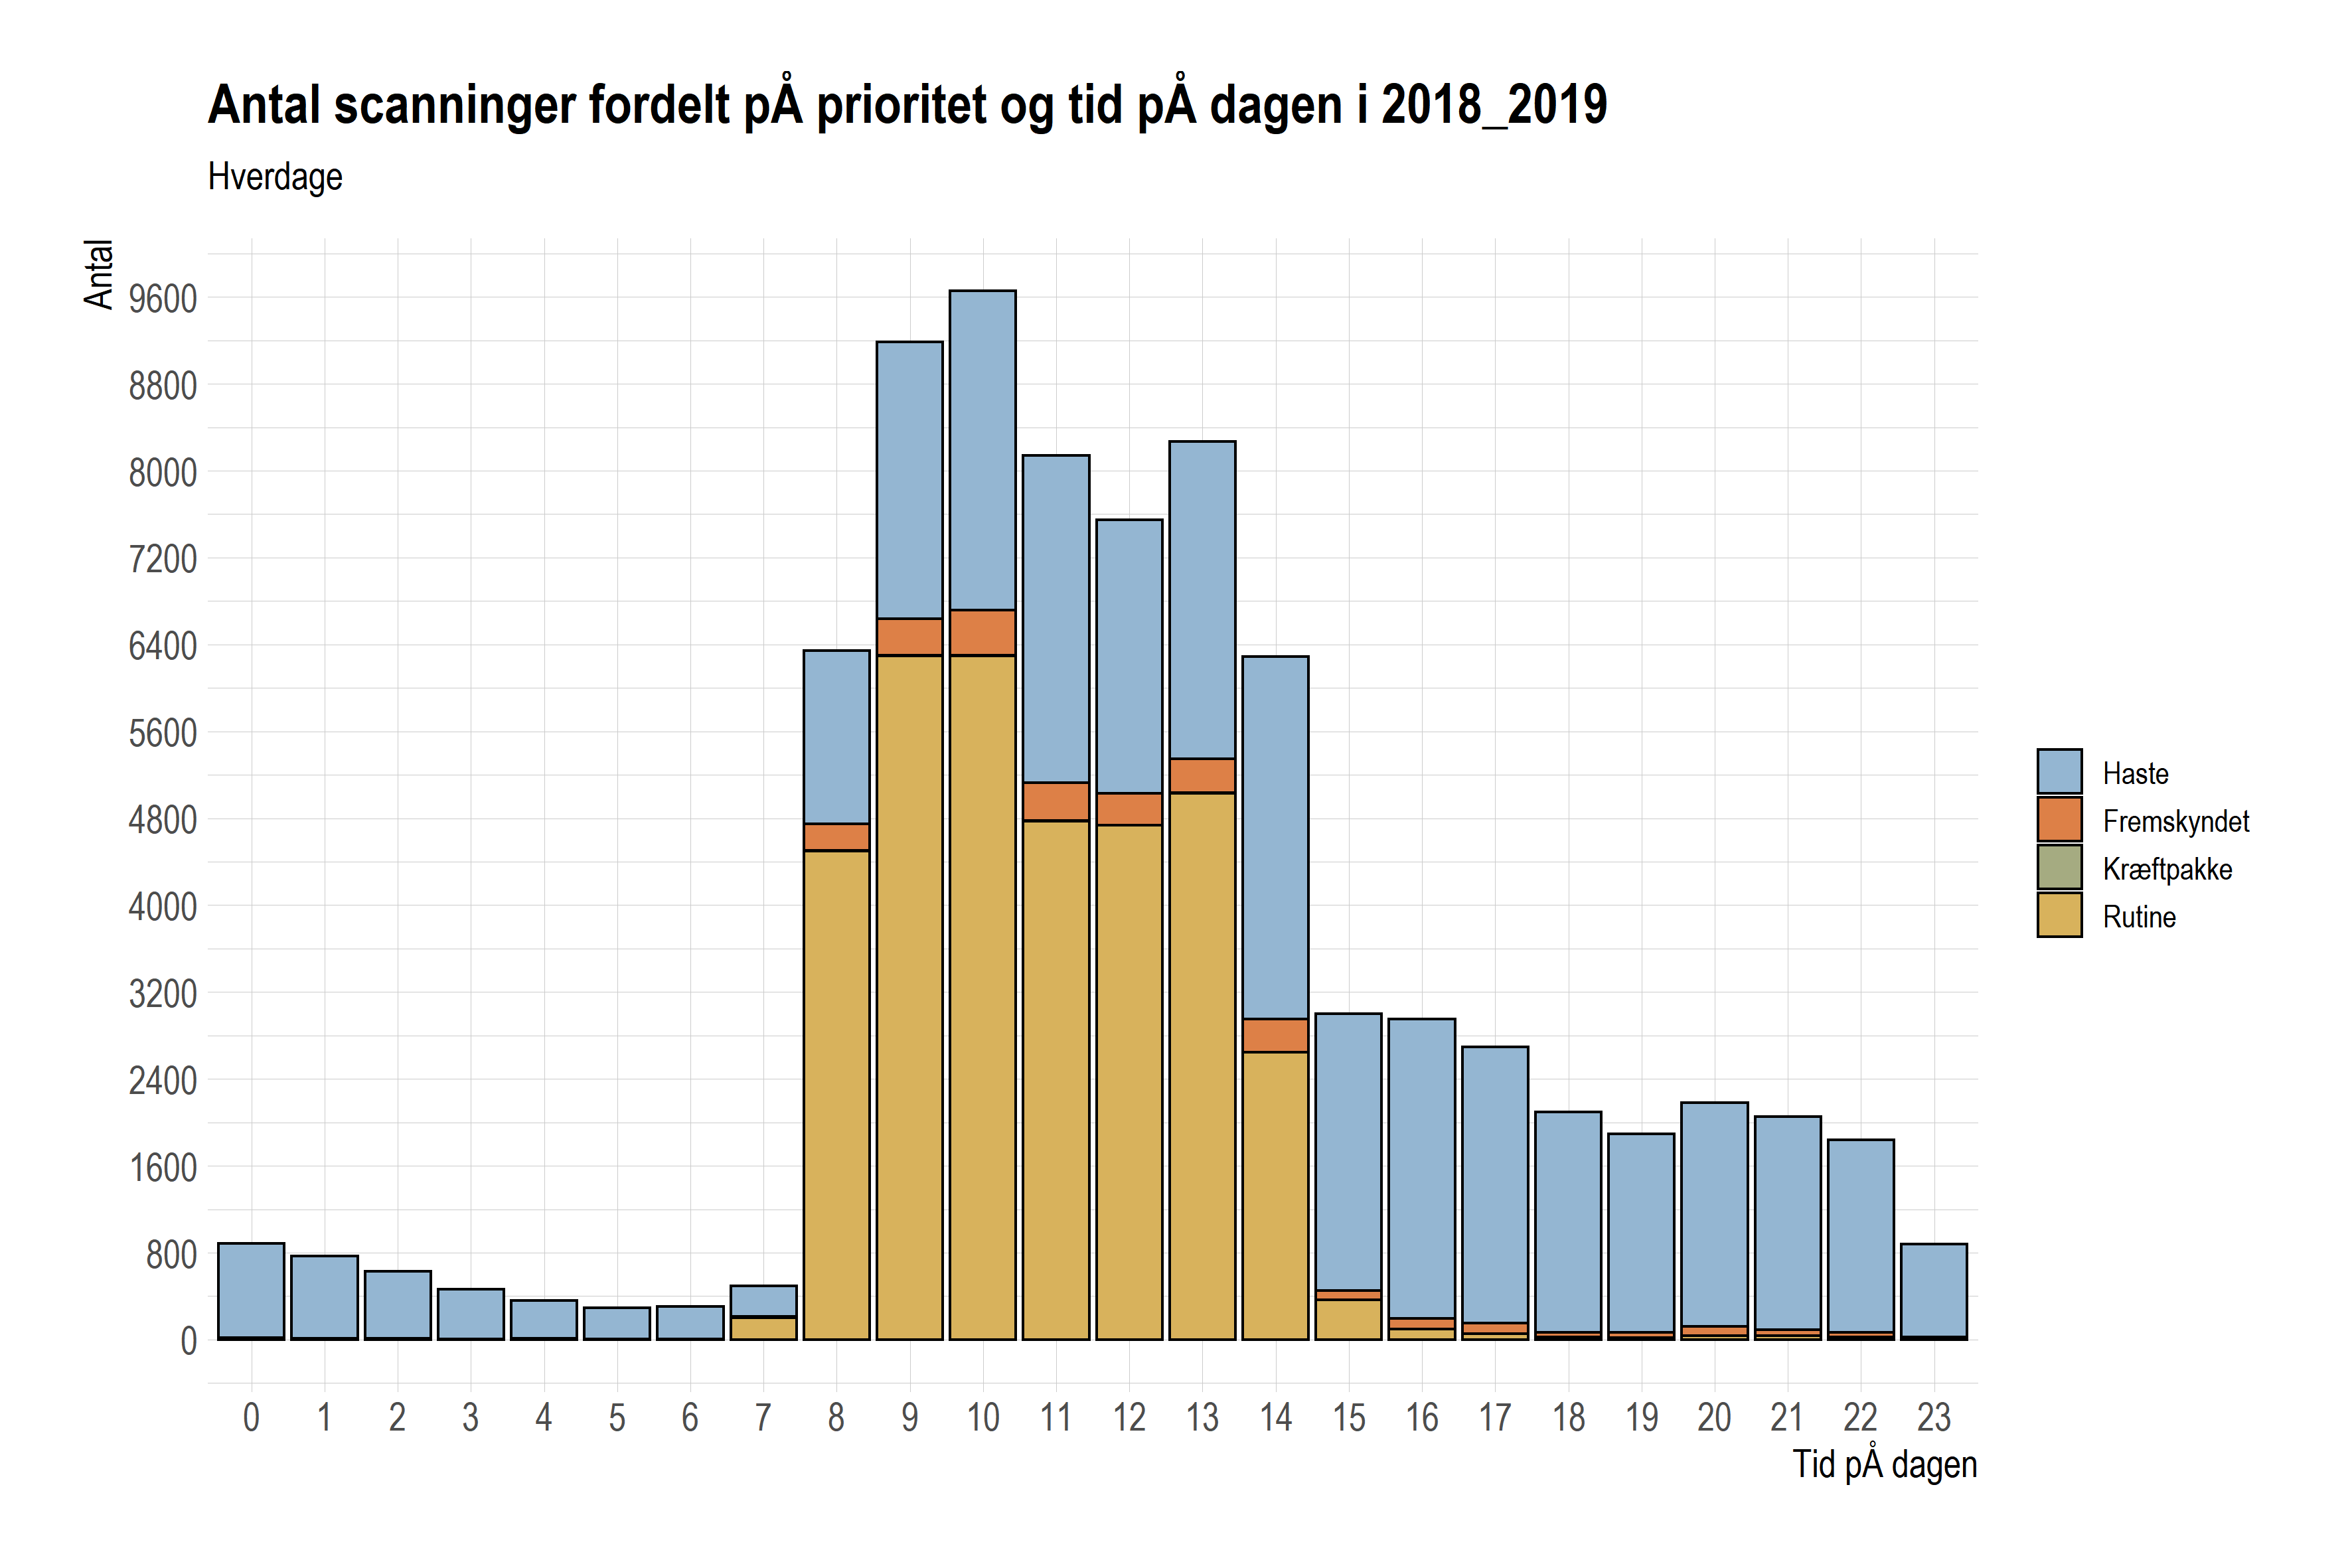 Antal scanninger fordelt pÅ prioritet og tid pÅ dagen i 2018_2019
Hverdage
Antal
9600
8800
8000
7200
6400
5600
4800
4000
3200
2400
1600
800
0
0 1 2 3 4 5 6 7 8 9 10 11 12 13 14 15 16 17 18 19 20 21 22 23
Tid pÅ dagen
Haste
Fremskyndet
Kræftpakke
Rutine